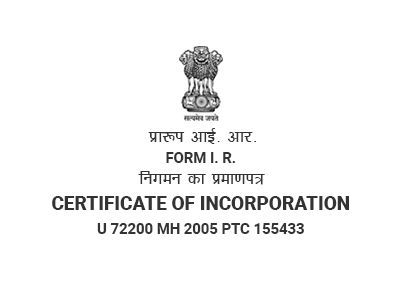 सत्यमेव जयते
प्रारूप आई. आर.
FORM I. R.
निगमन का प्रमाणपत्र
CERTIFICATE OF INCORPORATION
U 72200 MH 2005 PTC 155433